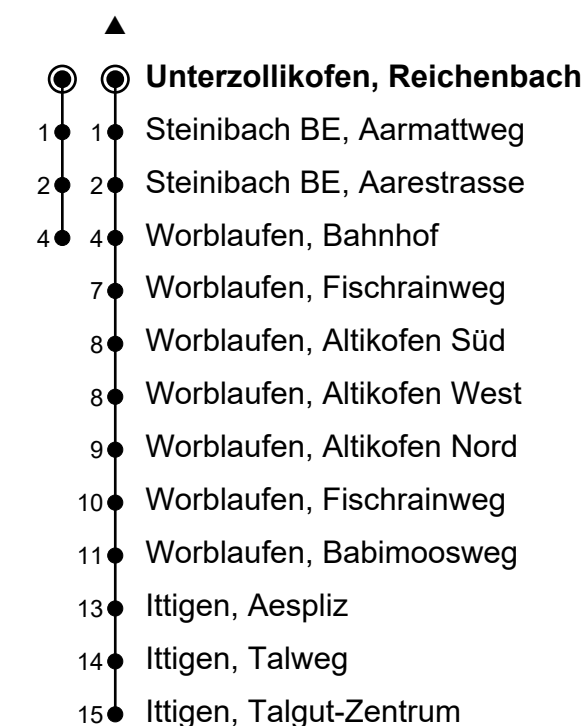 Unterzollikofen, Reichenbach
1 1 Steinibach BE, Aarmattweg
2 2 Steinibach BE, Aarestrasse
4 4 Worblaufen, Bahnhof
7 Worblaufen, Fischrainweg
8 Worblaufen, Altikofen Süd
8 Worblaufen, Altikofen West
9 Worblaufen, Altikofen Nord
10 Worblaufen, Fischrainweg
11 Worblaufen, Babimoosweg
13 Ittigen, Aespliz
14 Ittigen, Talweg
15 Ittigen, Talgut-Zentrum